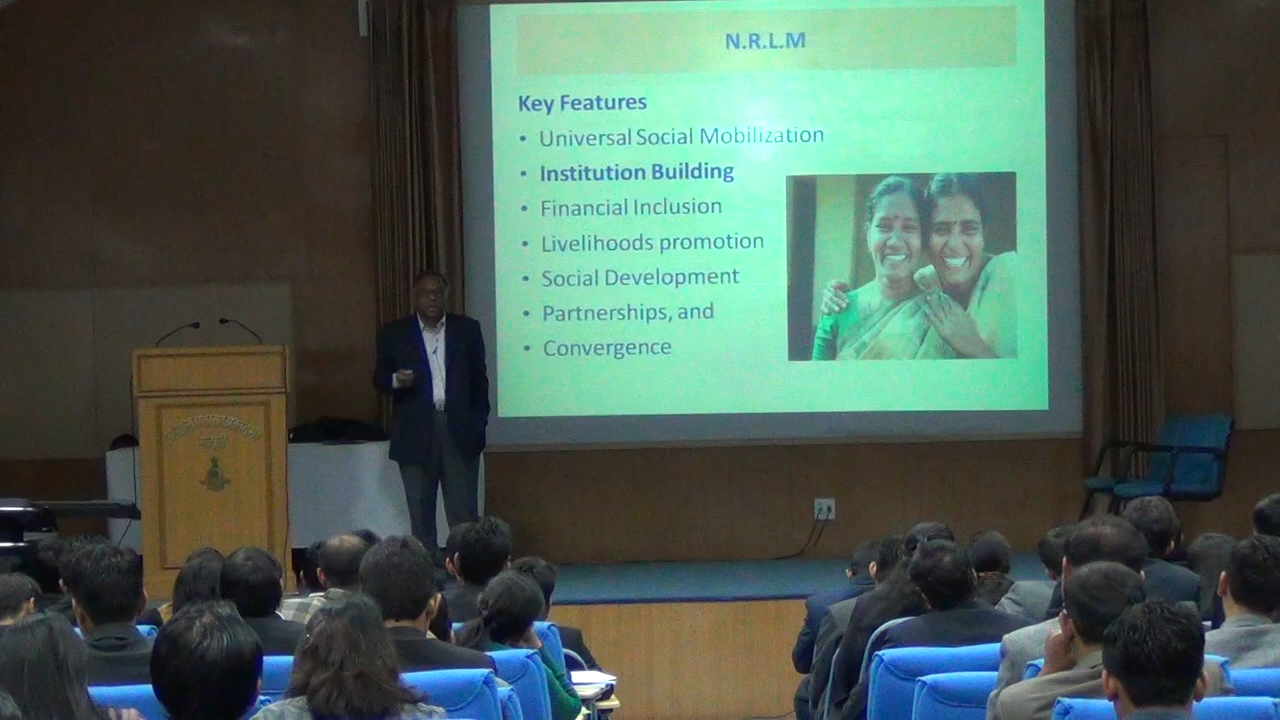 N.R.L.M
Key Features
• Universal Social Mobilization
• Institution Building
• Financial Inclusion
• Livelihoods promotion
• Social Development
• Partnerships, and
• Convergence